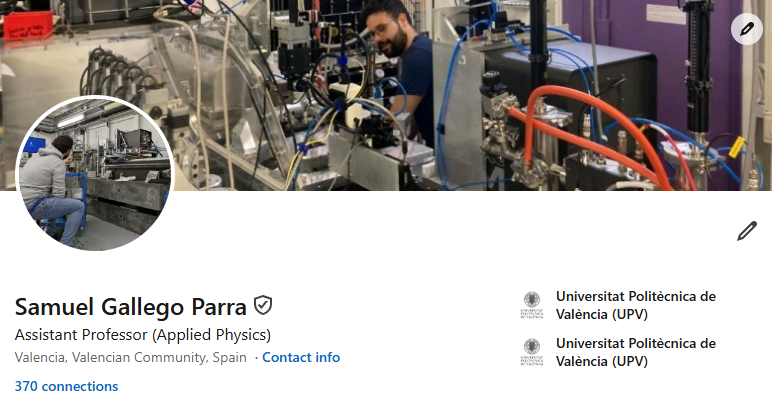 Samuel Gallego Parra
Assistant Professor (Applied Physics)
Valencia, Valencian Community, Spain · Contact info
370 connections
Universitat Politècnica de
València (UPV)
Universitat Politècnica de
València (UPV)